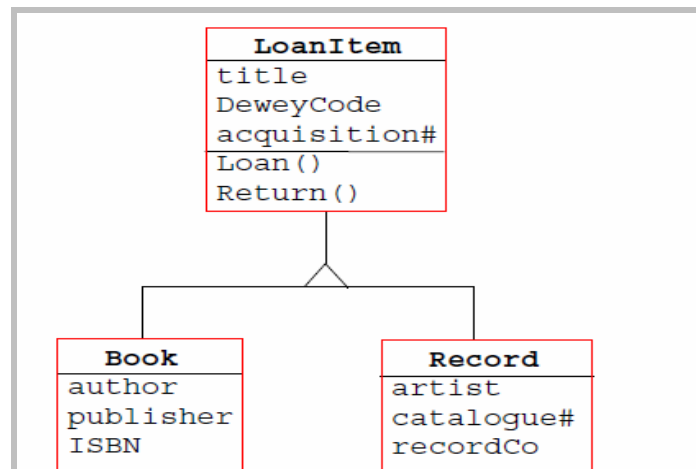 LoanItem
title
DeweyCode
acquisition#
Loan()
Return()
Book
author
publisher
ISBN
Record
artist
catalogue#
recordCo